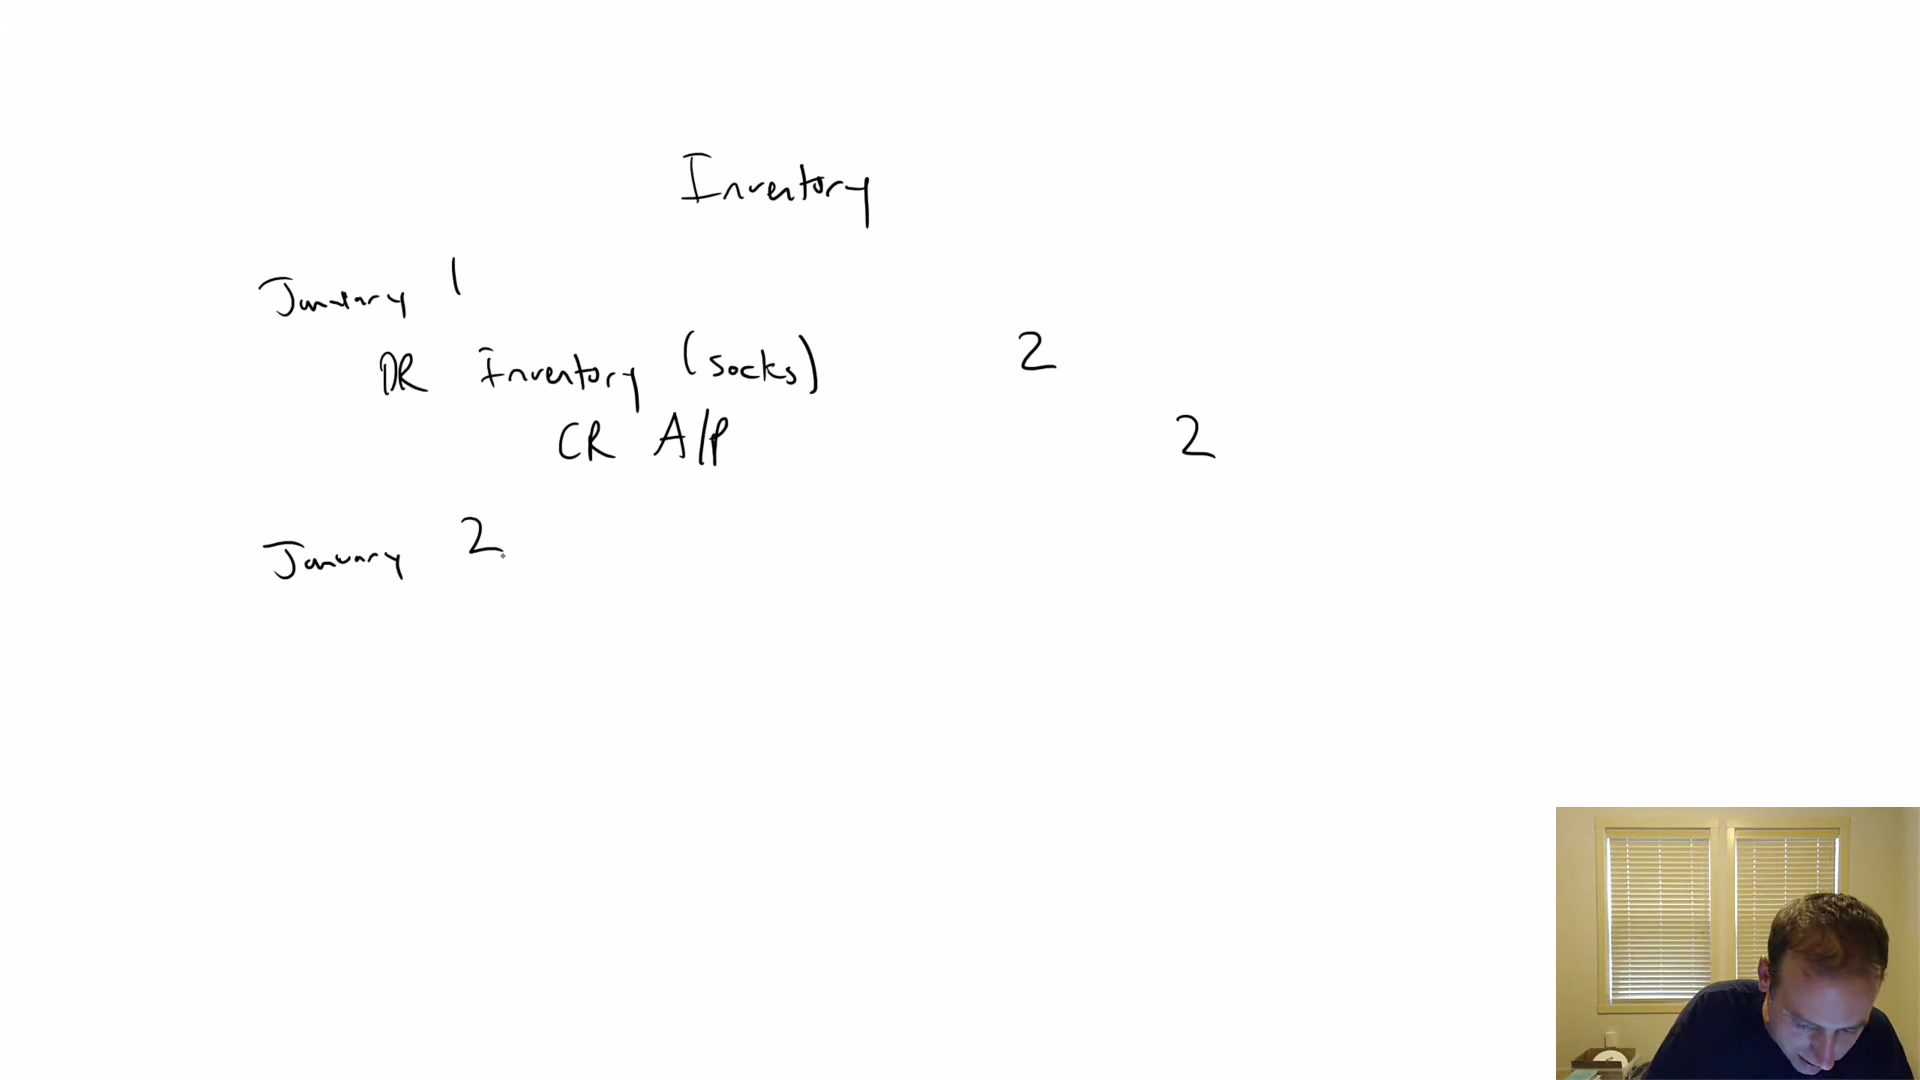 Inventory
January 1
DR Inventory (socks) 2
CR A/P 2
January 2